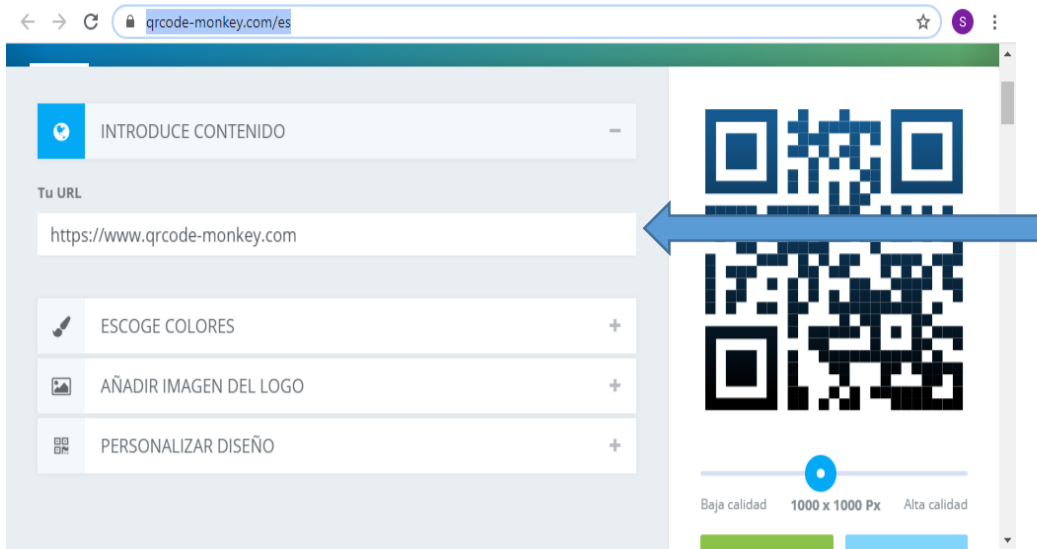 qrcode-monkey.com/es
S
INTRODUCE CONTENIDO
Tu URL
https://www.qrcode-monkey.com
ESCOGE COLORES
AÑADIR IMAGEN DEL LOGO
PERSONALIZAR DISEÑO
Baja calidad 1000 x 1000 Px Alta calidad